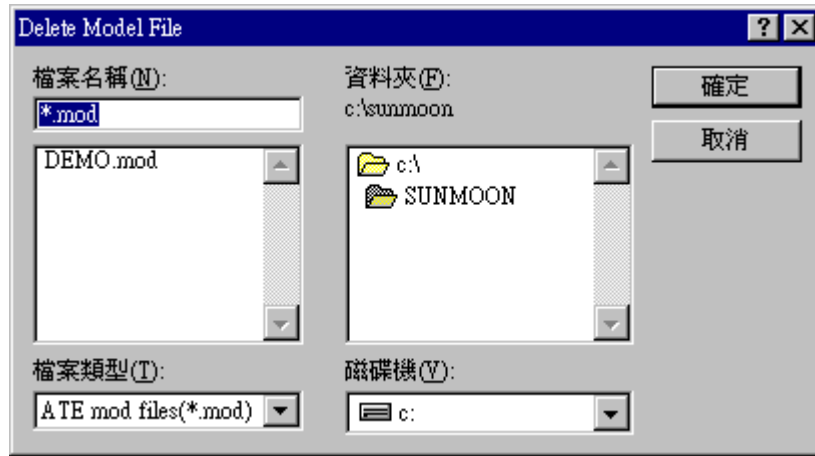 Delete Model File
檔案名稱(N):
*.mod
DEMO.mod
檔案類型(T):
ATE mod files(*.mod)
資料夾(F):
c:\sunmoon
c:\
SUNMOON
磁碟機(V):
c:
確定
取消